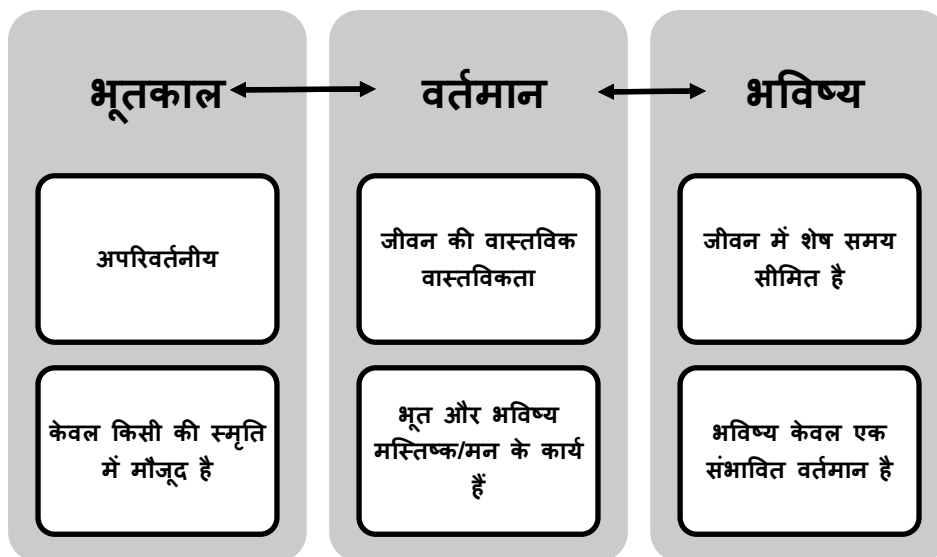 भूतकाल
अपरिवर्तनीय
केवल किसी की स्मृति
में मौजूद है
वर्तमान
जीवन की वास्तविक
वास्तविकता
भूत और भविष्य
मस्तिष्क/मन के कार्य
हैं
भविष्य
जीवन में शेष समय
सीमित है
भविष्य केवल एक
संभावित वर्तमान है